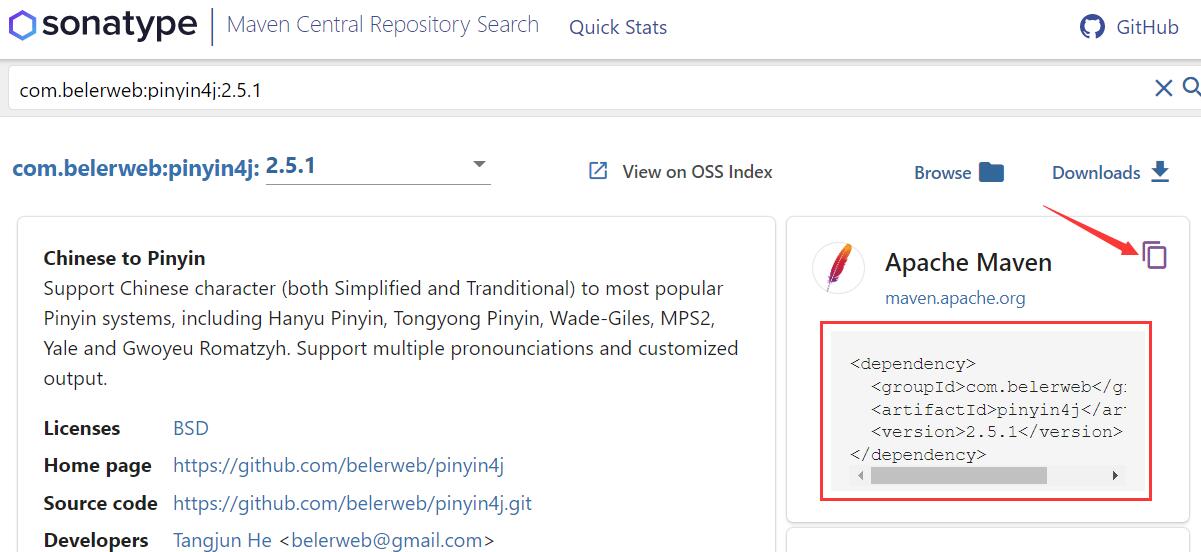 sonatype Maven Central Repository Search Quick Stats GitHub
com.belerweb:pinyin4j:2.5.1
com.belerweb:pinyin4j: 2.5.1 View on OSS Index Browse Downloads
Chinese to Pinyin
Support Chinese character (both Simplified and Tranditional) to most popular
Pinyin systems, including Hanyu Pinyin, Tongyong Pinyin, Wade-Giles, MPS2,
Yale and Gwoyeu Romatzyh. Support multiple pronounciations and customized
output.
Licenses BSD
Home page https://github.com/belerweb/pinyin4j
Source code https://github.com/belerweb/pinyin4j.git
Developers Tangjun He <belerweb@gmail.com>
Apache Maven
maven.apache.org
<dependency>
<groupId>com.belerweb</g
<artifactId>pinyin4j</ar
<version>2.5.1</version>
</dependency>